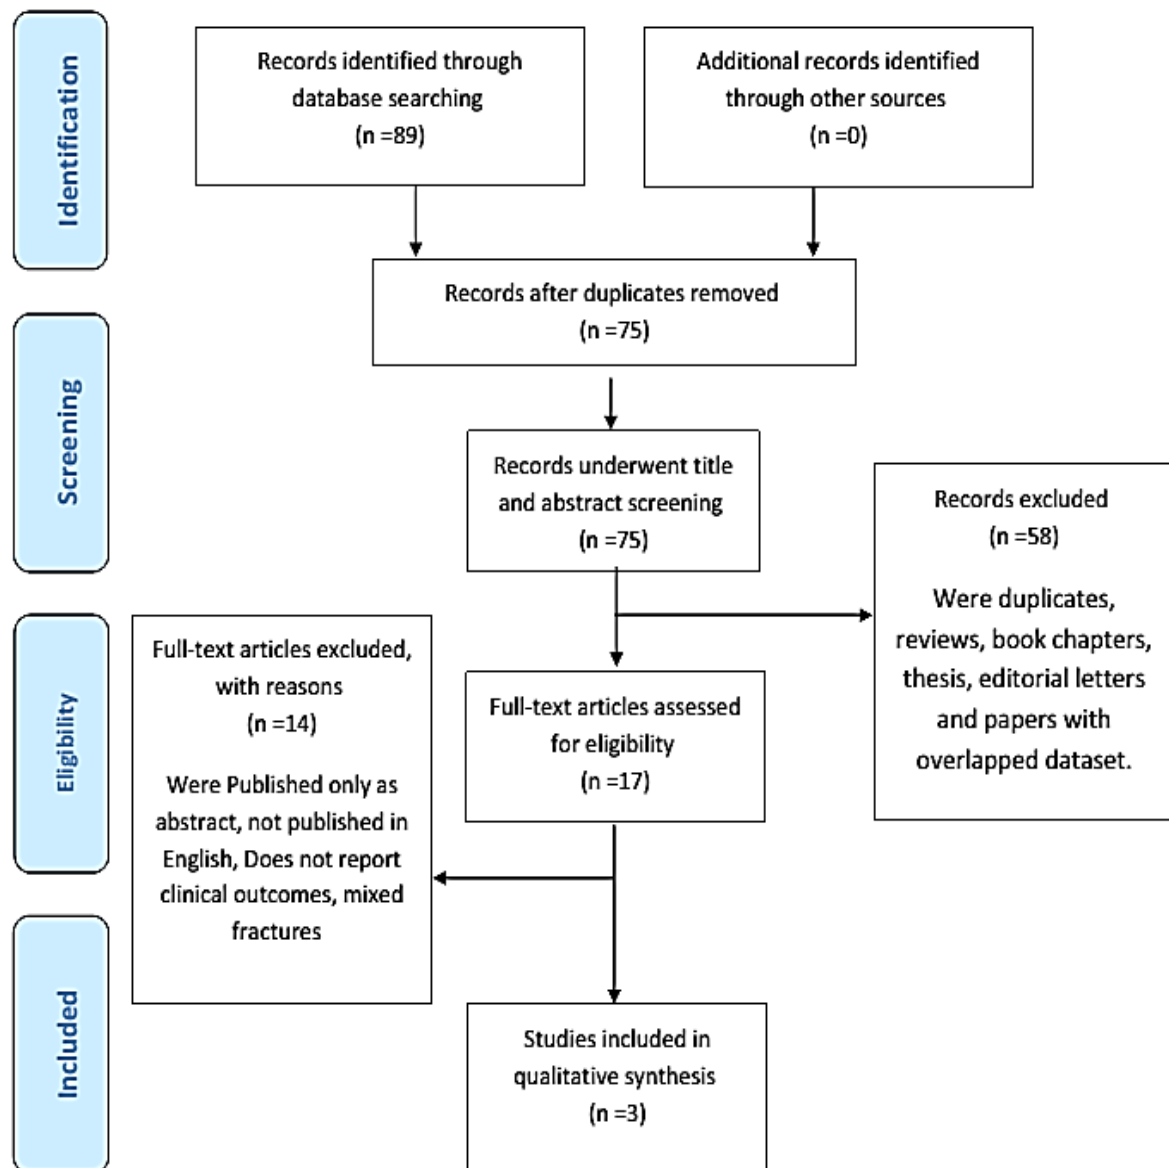 Identification
Records identified through
database searching
(n =89)
Additional records identified
through other sources
(n =0)
Records after duplicates removed
(n =75)
Screening
Records underwent title
and abstract screening
(n =75)
Records excluded
(n =58)
Were duplicates,
reviews, book chapters,
thesis, editorial letters
and papers with
overlapped dataset.
Eligibility
Full-text articles excluded,
with reasons
(n =14)
Were Published only as
abstract, not published in
English, Does not report
clinical outcomes, mixed
fractures
Full-text articles assessed
for eligibility
(n =17)
Included
Studies included in
qualitative synthesis
(n =3)